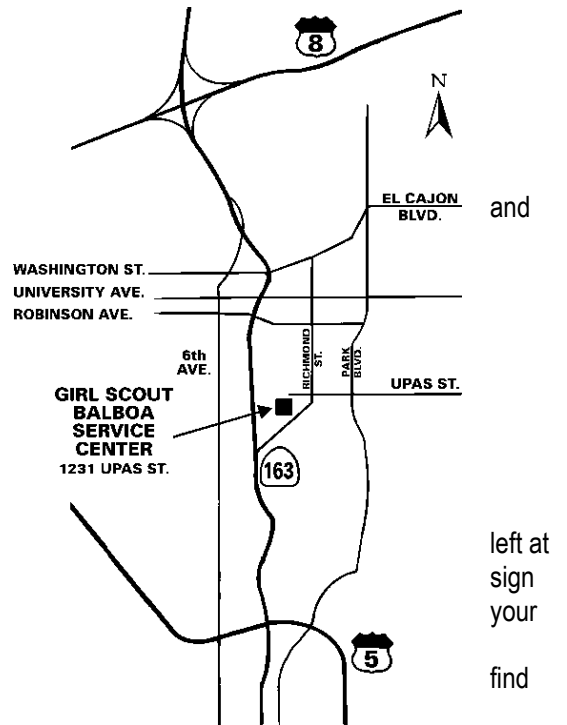 8
N
EL CAJON
BLVD.
and
WASHINGTON ST.
UNIVERSITY AVE.
ROBINSON AVE.
6th
AVE.
RICHMOND
ST.
PARK
BLVD.
UPAS ST.
GIRL SCOUT
BALBOA
SERVICE
CENTER
1231 UPAS ST.
163
left at
sign
your
5
find